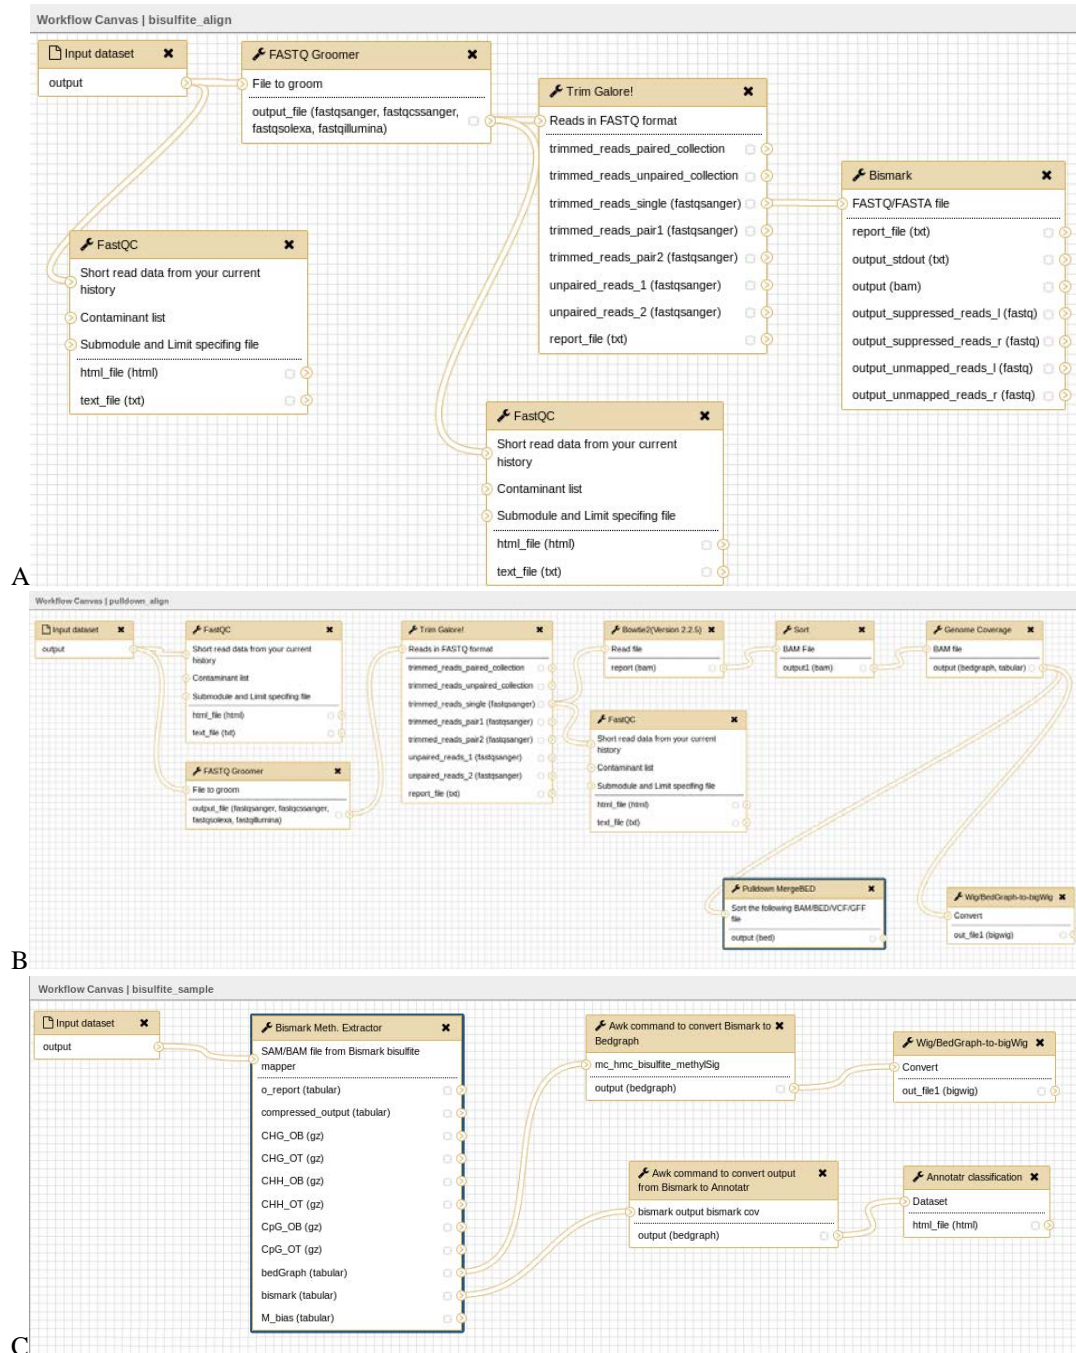 Workflow Canvas | bisulfite_align
Input dataset
output
FASTQ Groomer
File to groom
output_file (fastqsanger, fastqcssanger,
fastqsolexa, fastqillumina)
Trim Galore!
Reads in FASTQ format
trimmed_reads_paired_collection
trimmed_reads_unpaired_collection
trimmed_reads_single (fastqsanger)
trimmed_reads_pair1 (fastqsanger)
trimmed_reads_pair2 (fastqsanger)
unpaired_reads_1 (fastqsanger)
unpaired_reads_2 (fastqsanger)
report_file (txt)
Bismark
FASTQ/FASTA file
report_file (txt)
output_stdout (txt)
output (bam)
output_suppressed_reads_l (fastq)
output_suppressed_reads_r (fastq)
output_unmapped_reads_l (fastq)
output_unmapped_reads_r (fastq)
FastQC
Short read data from your current
history
Contaminant list
Submodule and Limit specifing file
html_file (html)
text_file (txt)
FastQC
Short read data from your current
history
Contaminant list
Submodule and Limit specifing file
html_file (html)
text_file (txt)
A
Workflow Canvas | pulldown_align
Input dataset
output
FastQC
Short read data from your current
history
Contaminant list
Submodule and Limit specifing file
html_file (html)
text_file (txt)
FASTQ Groomer
File to groom
output_file (fastqsanger, fastqcssanger,
fastqsolexa, fastqillumina)
Trim Galore!
Reads in FASTQ format
trimmed_reads_paired_collection
trimmed_reads_unpaired_collection
trimmed_reads_single (fastqsanger)
trimmed_reads_pair1 (fastqsanger)
trimmed_reads_pair2 (fastqsanger)
unpaired_reads_1 (fastqsanger)
unpaired_reads_2 (fastqsanger)
report_file (txt)
Bowtie2(Version 2.2.5)
Read file
report (bam)
Sort
BAM File
output1 (bam)
Genome Coverage
BAM file
output (bedgraph, tabular)
FastQC
Short read data from your current
history
Contaminant list
Submodule and Limit specifing file
html_file (html)
text_file (txt)
Pulldown MergeBED
Sort the following BAM/BED/VCF/GFF
file
output (bed)
Wig/BedGraph-to-bigWig
Convert
out_file1 (bigwig)
B
Workflow Canvas | bisulfite_sample
Input dataset
output
Bismark Meth. Extractor
SAM/BAM file from Bismark bisulfite
mapper
o_report (tabular)
compressed_output (tabular)
CHG_OB (gz)
CHG_OT (gz)
CHH_OB (gz)
CHH_OT (gz)
CpG_OB (gz)
CpG_OT (gz)
bedGraph (tabular)
bismark (tabular)
M_bias (tabular)
Awk command to convert Bismark to
Bedgraph
mc_hmc_bisulfite_methylSig
output (bedgraph)
Wig/BedGraph-to-bigWig
Convert
out_file1 (bigwig)
Awk command to convert output
from Bismark to Annotatr
bismark output bismark cov
output (bedgraph)
Annotatr classification
Dataset
html_file (html)
C